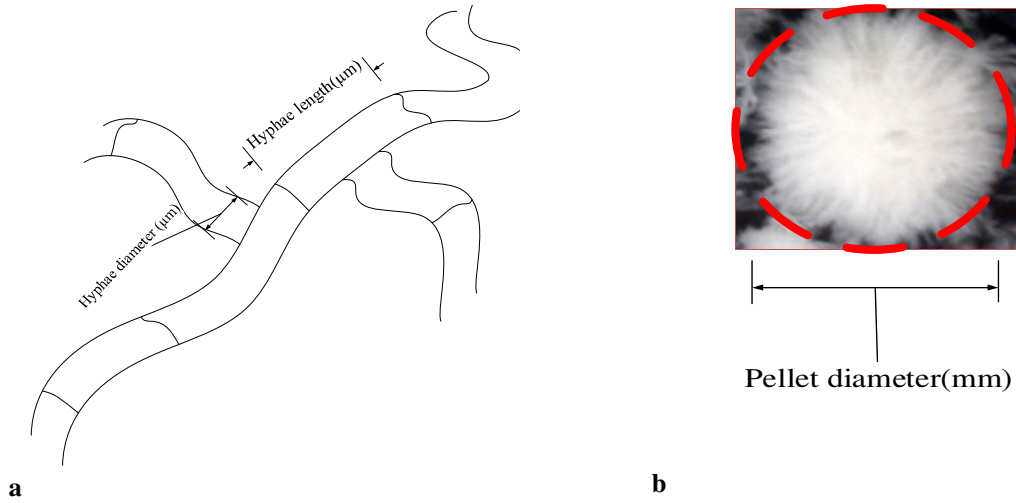 Hyphae length(μm)
Hyphae diameter (μm)
Pellet diameter(mm)
a
b